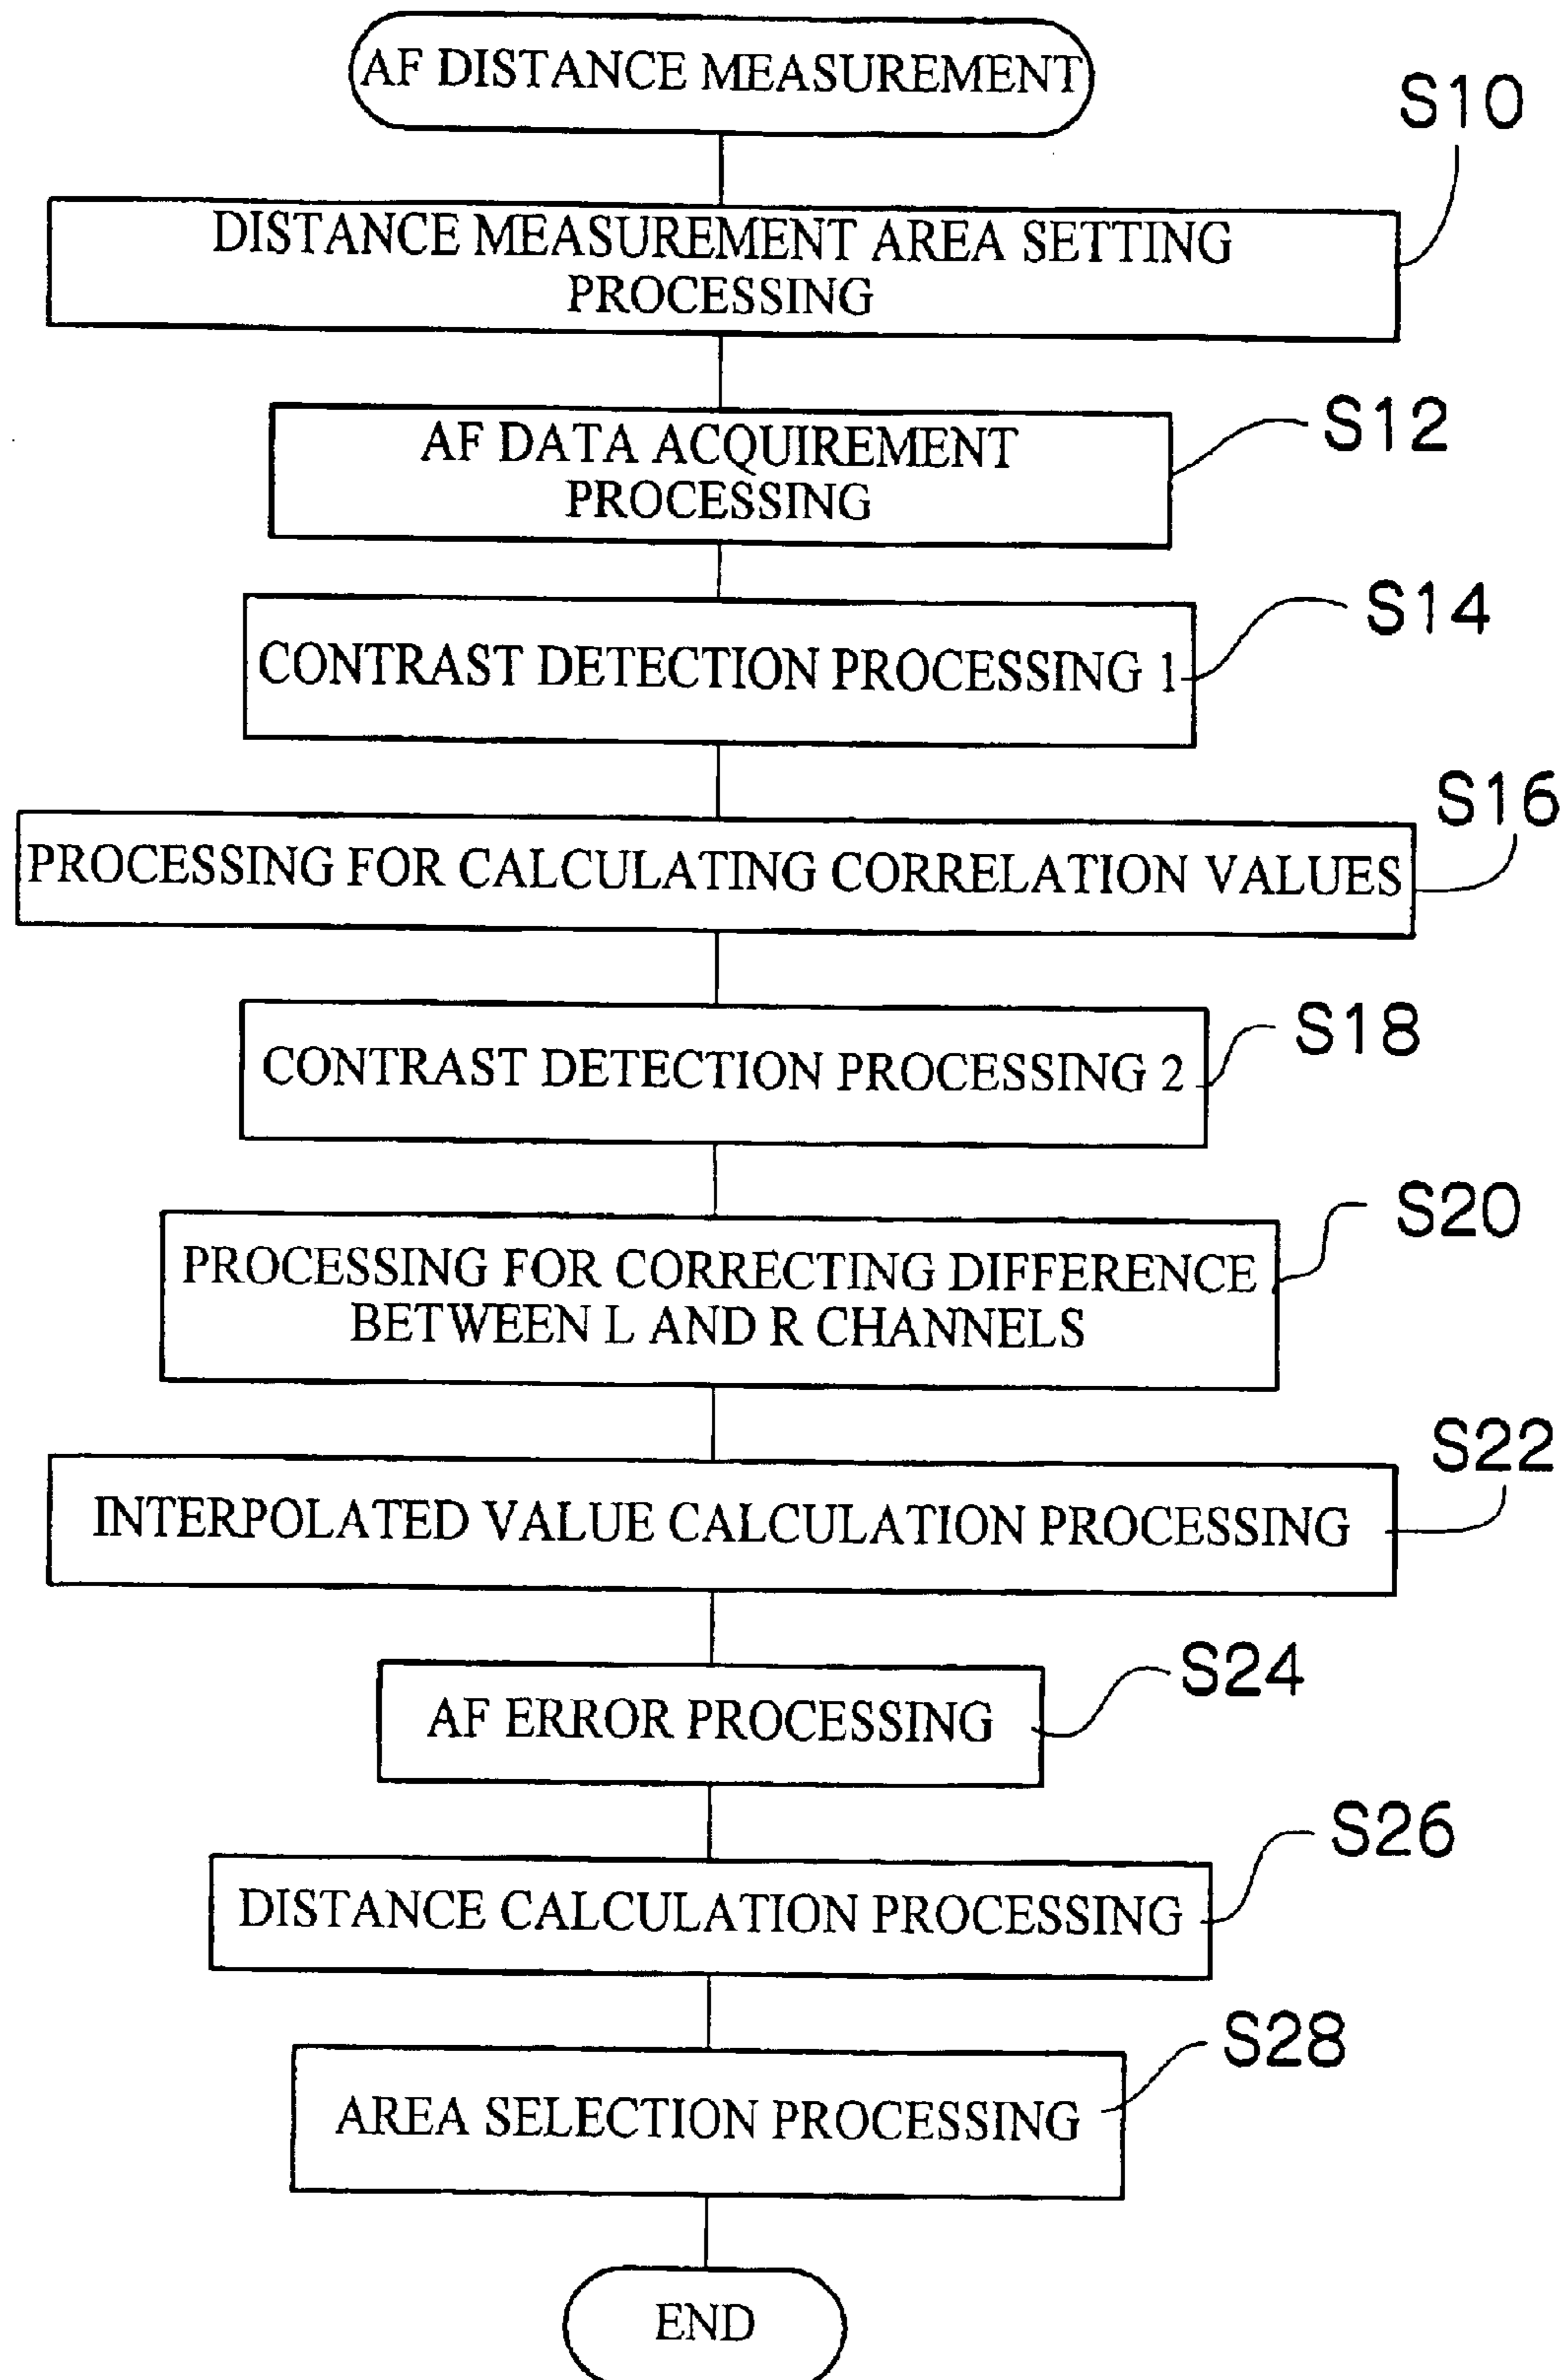 AF DISTANCE MEASUREMENT
S10
DISTANCE MEASUREMENT AREA SETTING
PROCESSING
S12
AF DATA ACQUIREMENT
PROCESSING
S14
CONTRAST DETECTION PROCESSING 1
S16
PROCESSING FOR CALCULATING CORRELATION VALUES
S18
CONTRAST DETECTION PROCESSING 2
S20
PROCESSING FOR CORRECTING DIFFERENCE
BETWEEN L AND R CHANNELS
S22
INTERPOLATED VALUE CALCULATION PROCESSING
S24
AF ERROR PROCESSING
S26
DISTANCE CALCULATION PROCESSING
S28
AREA SELECTION PROCESSING
END